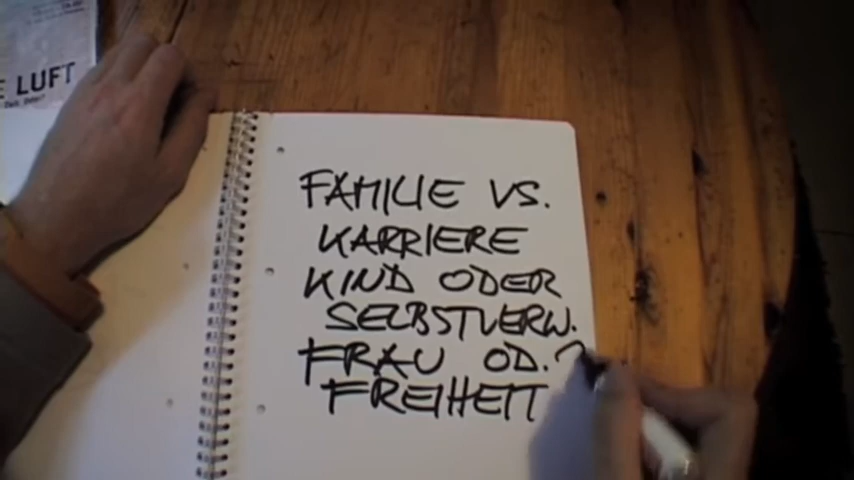 E LUFT
FAMILIE VS.
KARRIERE
KIND ODER
SELBSTVERW.
FRAU OD. ?
FREIHEIT